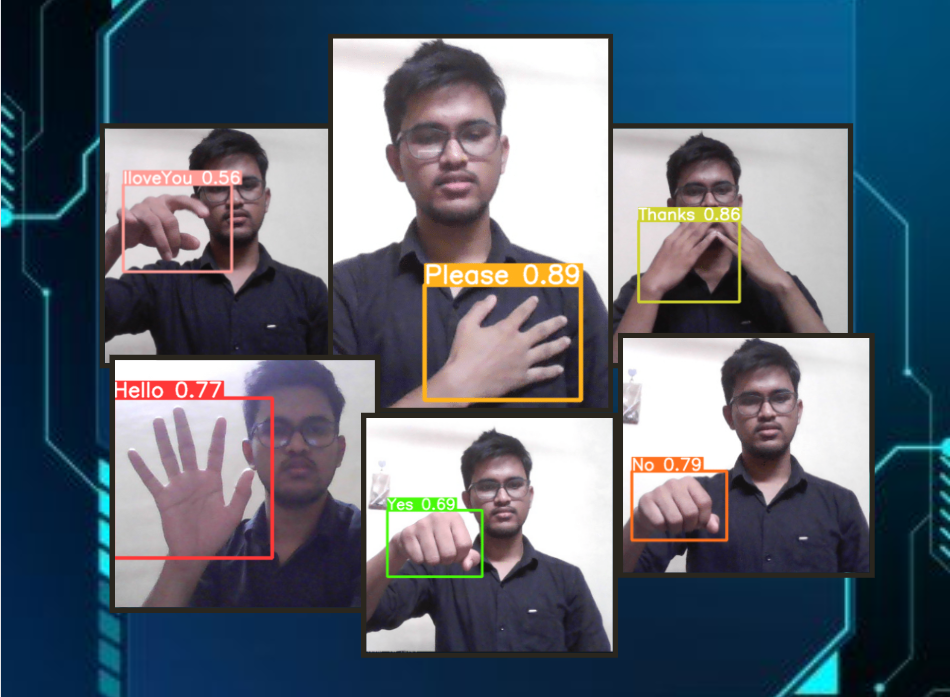 IloveYou 0.56
Please 0.89
Thanks 0.86
Hello 0.77
Yes 0.69
No 0.79